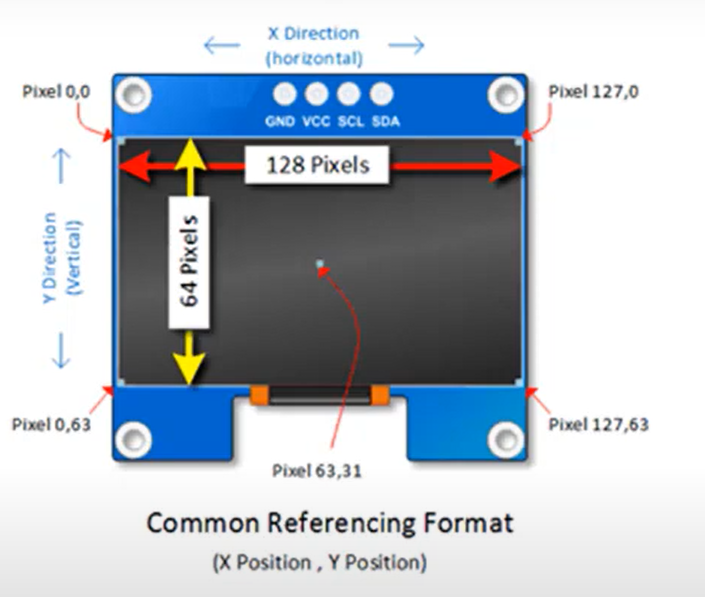 X Direction
(horizontal)
Pixel 0,0
Pixel 127,0
GND VCC SCL SDA
128 Pixels
64 Pixels
Y Direction
(Vertical)
Pixel 0,63
Pixel 127,63
Pixel 63,31
Common Referencing Format
(X Position , Y Position)